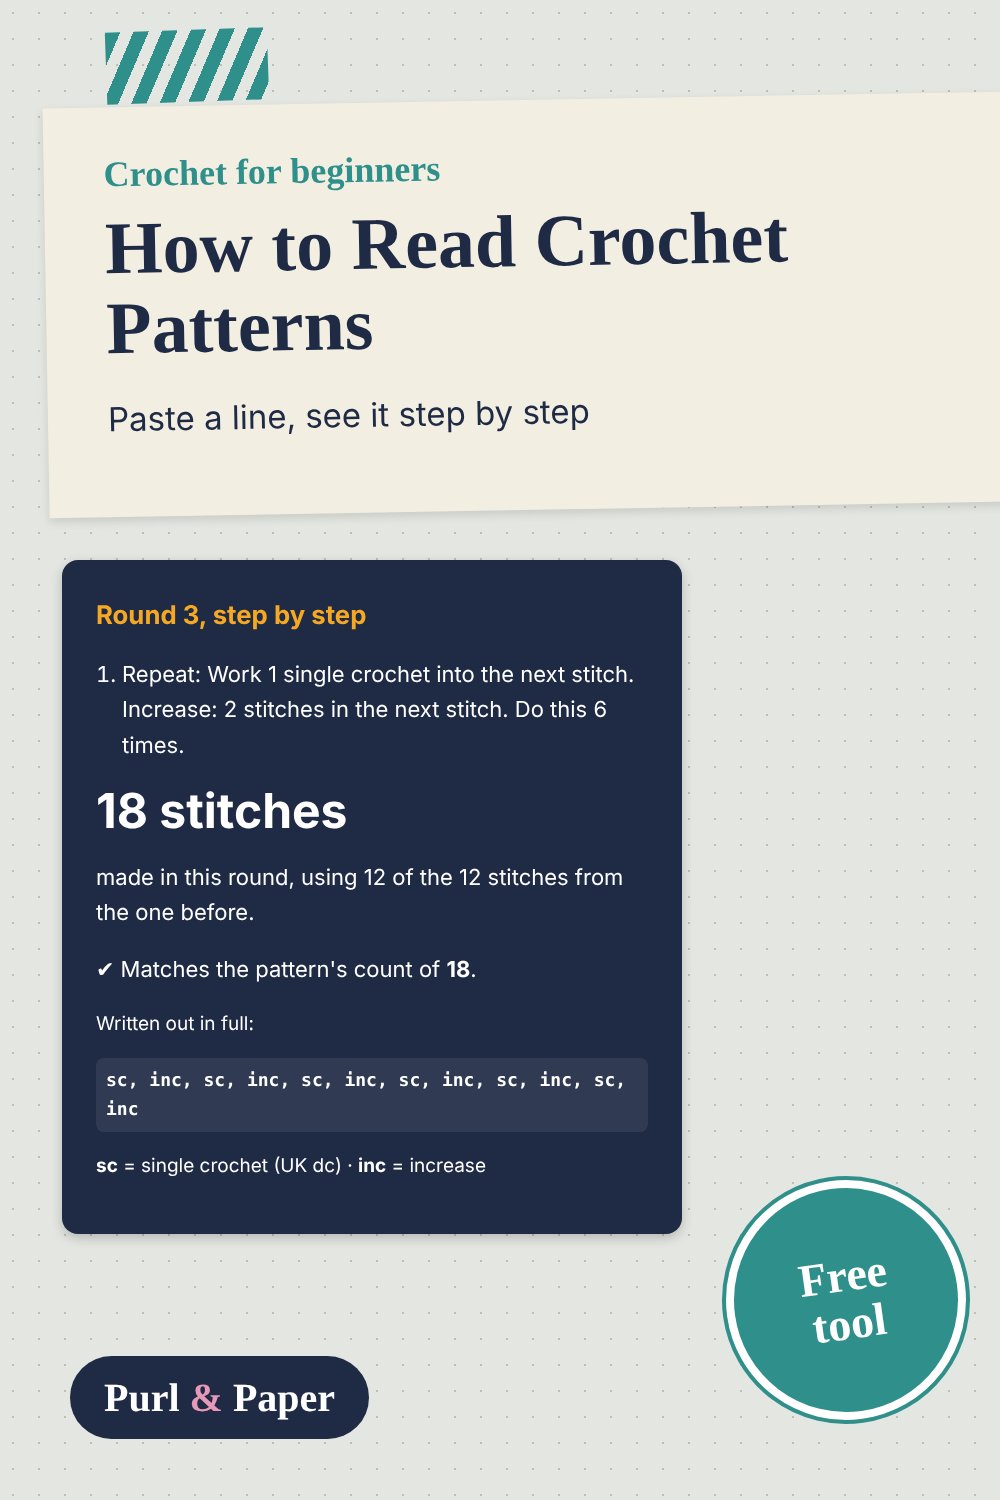 Crochet for beginners
How to Read Crochet
Patterns
Paste a line, see it step by step
Round 3, step by step
1. Repeat: Work 1 single crochet into the next stitch.
Increase: 2 stitches in the next stitch. Do this 6
times.
18 stitches
made in this round, using 12 of the 12 stitches from
the one before.
✔ Matches the pattern's count of 18.
Written out in full:
sc, inc, sc, inc, sc, inc, sc, inc, sc, inc, sc,
inc
sc = single crochet (UK dc) · inc = increase
Free
tool
Purl & Paper